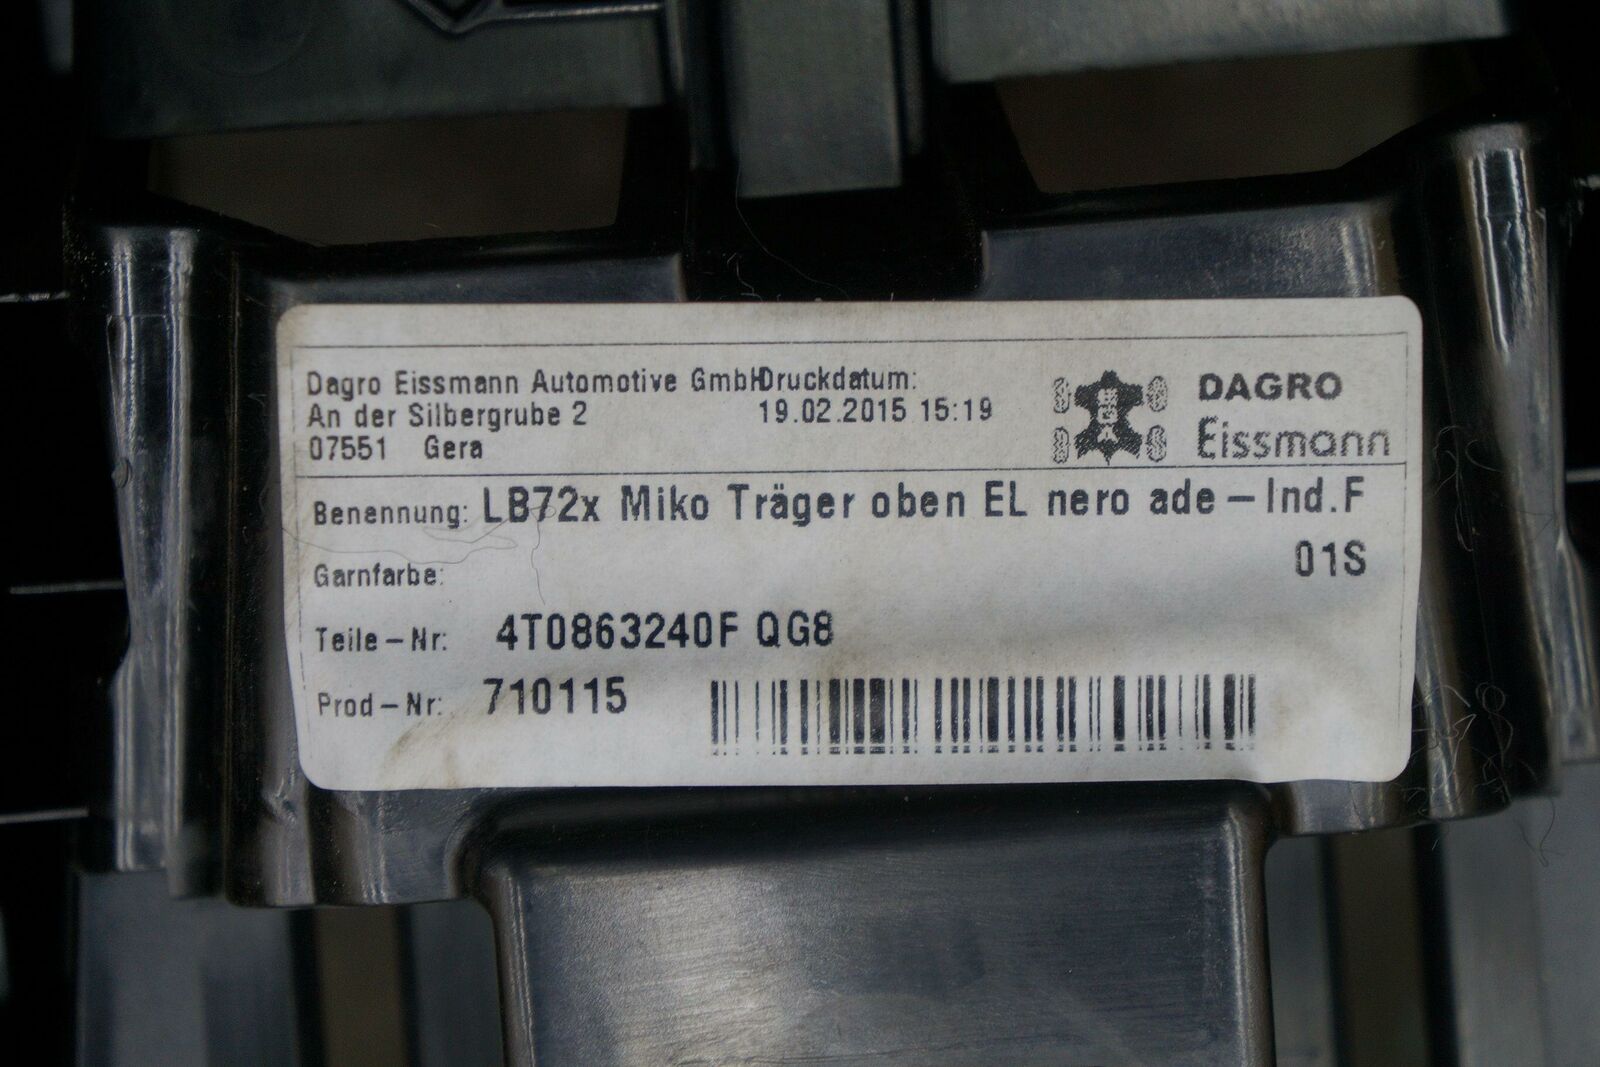 Dagro Eissmann Automotive GmbH Druckdatum:
An der Silbergrube 2 19.02.2015 15:19
07551 Gera
DAGRO
Eissmann
Benennung: LB72x Miko Träger oben EL nero ade-Ind.F
Garnfarbe: 01S
Teile-Nr: 4T0863240F QG8
Prod-Nr: 710115